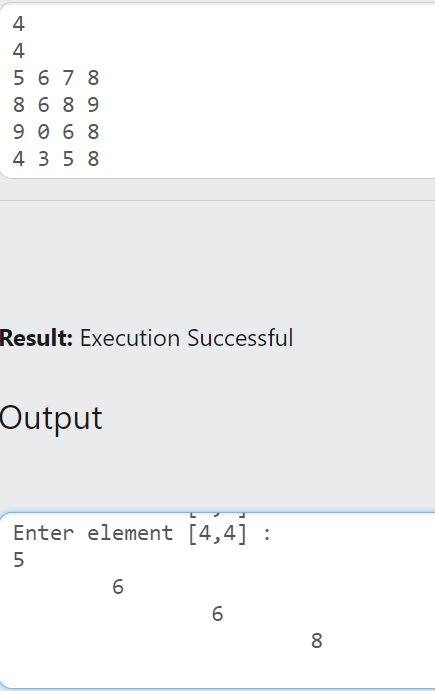 4
4
5 6 7 8
8 6 8 9
9 0 6 8
4 3 5 8
Result: Execution Successful
Output
Enter element [4,4] :
5
6
6
8